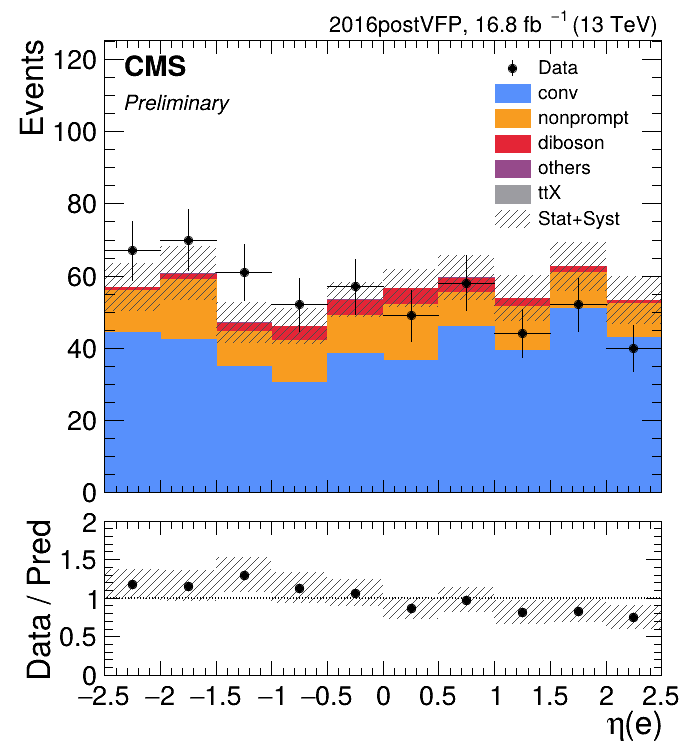 2016postVFP, 16.8 fb⁻¹ (13 TeV)
Events
120
100
80
60
40
20
0
CMS
Preliminary
Data
conv
nonprompt
diboson
others
ttX
Stat+Syst
Data / Pred
2
1.5
1
0.5
0
−2.5 −2 −1.5 −1 −0.5 0 0.5 1 1.5 2 2.5
η(e)